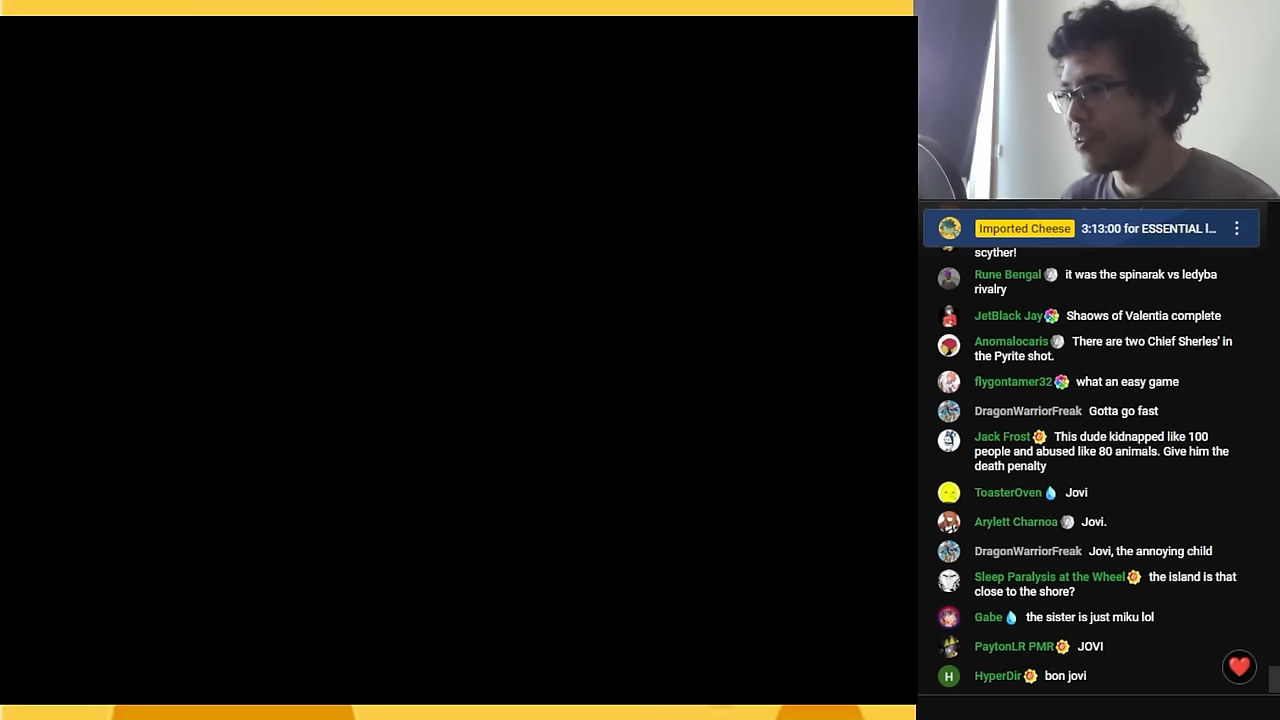 Imported Cheese 3:13:00 for ESSENTIAL I...
scyther!
Rune Bengal it was the spinarak vs ledyba
rivalry
JetBlack Jay Shaows of Valentia complete
Anomalocaris There are two Chief Sherles' in
the Pyrite shot.
flygontamer32 what an easy game
DragonWarriorFreak Gotta go fast
Jack Frost This dude kidnapped like 100
people and abused like 80 animals. Give him the
death penalty
ToasterOven Jovi
Arylett Charnoa Jovi.
DragonWarriorFreak Jovi, the annoying child
Sleep Paralysis at the Wheel the island is that
close to the shore?
Gabe the sister is just miku lol
PaytonLR PMR JOVI
H HyperDir bon jovi